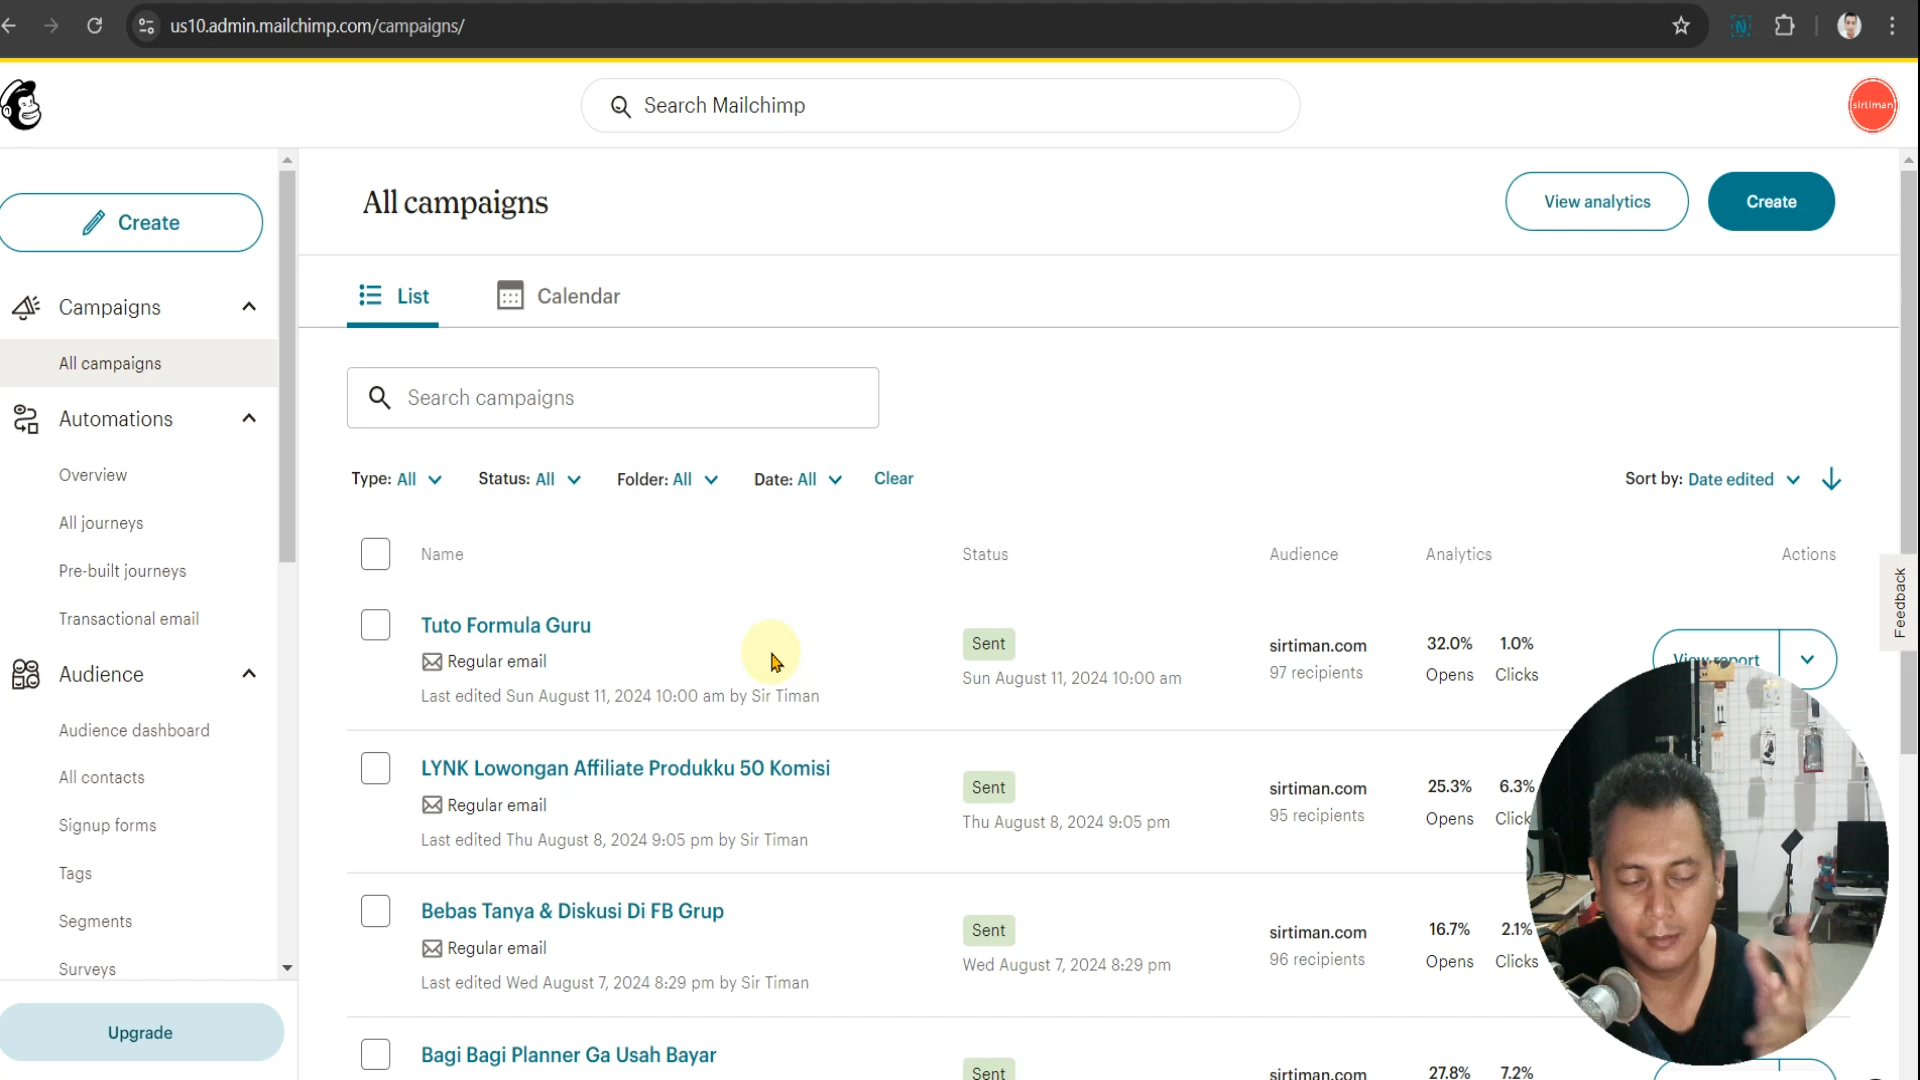 us10.admin.mailchimp.com/campaigns/
Search Mailchimp
sirtiman
Create
Campaigns
All campaigns
Automations
Overview
All journeys
Pre-built journeys
Transactional email
Audience
Audience dashboard
All contacts
Signup forms
Tags
Segments
Surveys
Upgrade
All campaigns
View analytics
Create
List
Calendar
Search campaigns
Type: All
Status: All
Folder: All
Date: All
Clear
Sort by: Date edited
Name
Status
Audience
Analytics
Actions
Tuto Formula Guru
Regular email
Last edited Sun August 11, 2024 10:00 am by Sir Timan
Sent
Sun August 11, 2024 10:00 am
sirtiman.com
97 recipients
32.0%
Opens
1.0%
Clicks
View report
LYNK Lowongan Affiliate Produkku 50 Komisi
Regular email
Last edited Thu August 8, 2024 9:05 pm by Sir Timan
Sent
Thu August 8, 2024 9:05 pm
sirtiman.com
95 recipients
25.3%
Opens
6.3%
Click
Bebas Tanya & Diskusi Di FB Grup
Regular email
Last edited Wed August 7, 2024 8:29 pm by Sir Timan
Sent
Wed August 7, 2024 8:29 pm
sirtiman.com
96 recipients
16.7%
Opens
2.1%
Clicks
Bagi Bagi Planner Ga Usah Bayar
Sent
sirtiman.com
27.8%
7.2%
Feedback